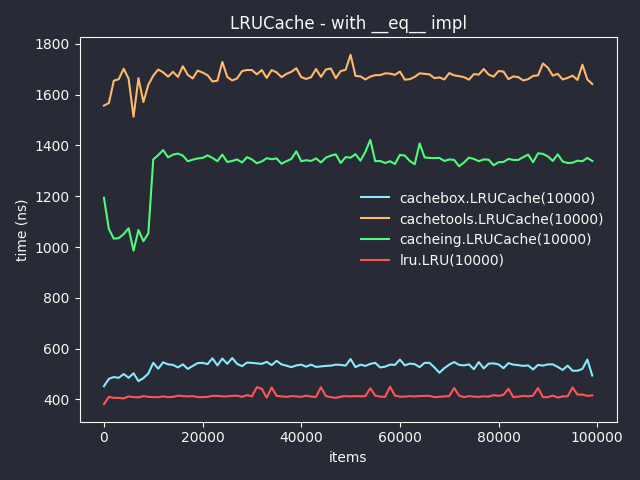 LRUCache - with __eq__ impl
1800
1600
1400
1200
1000
800
600
400
time (ns)
cachebox.LRUCache(10000)
cachetools.LRUCache(10000)
cacheing.LRUCache(10000)
lru.LRU(10000)
0 20000 40000 60000 80000 100000
items